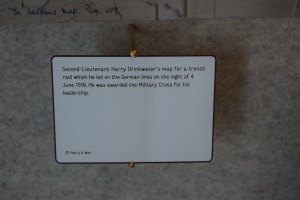 Second-Lieutenant Harry Drinkwater's map for a trench
raid which he led on the German lines on the night of 4
June 1918. He was awarded the Military Cross for his
leadership.
© Harry's War